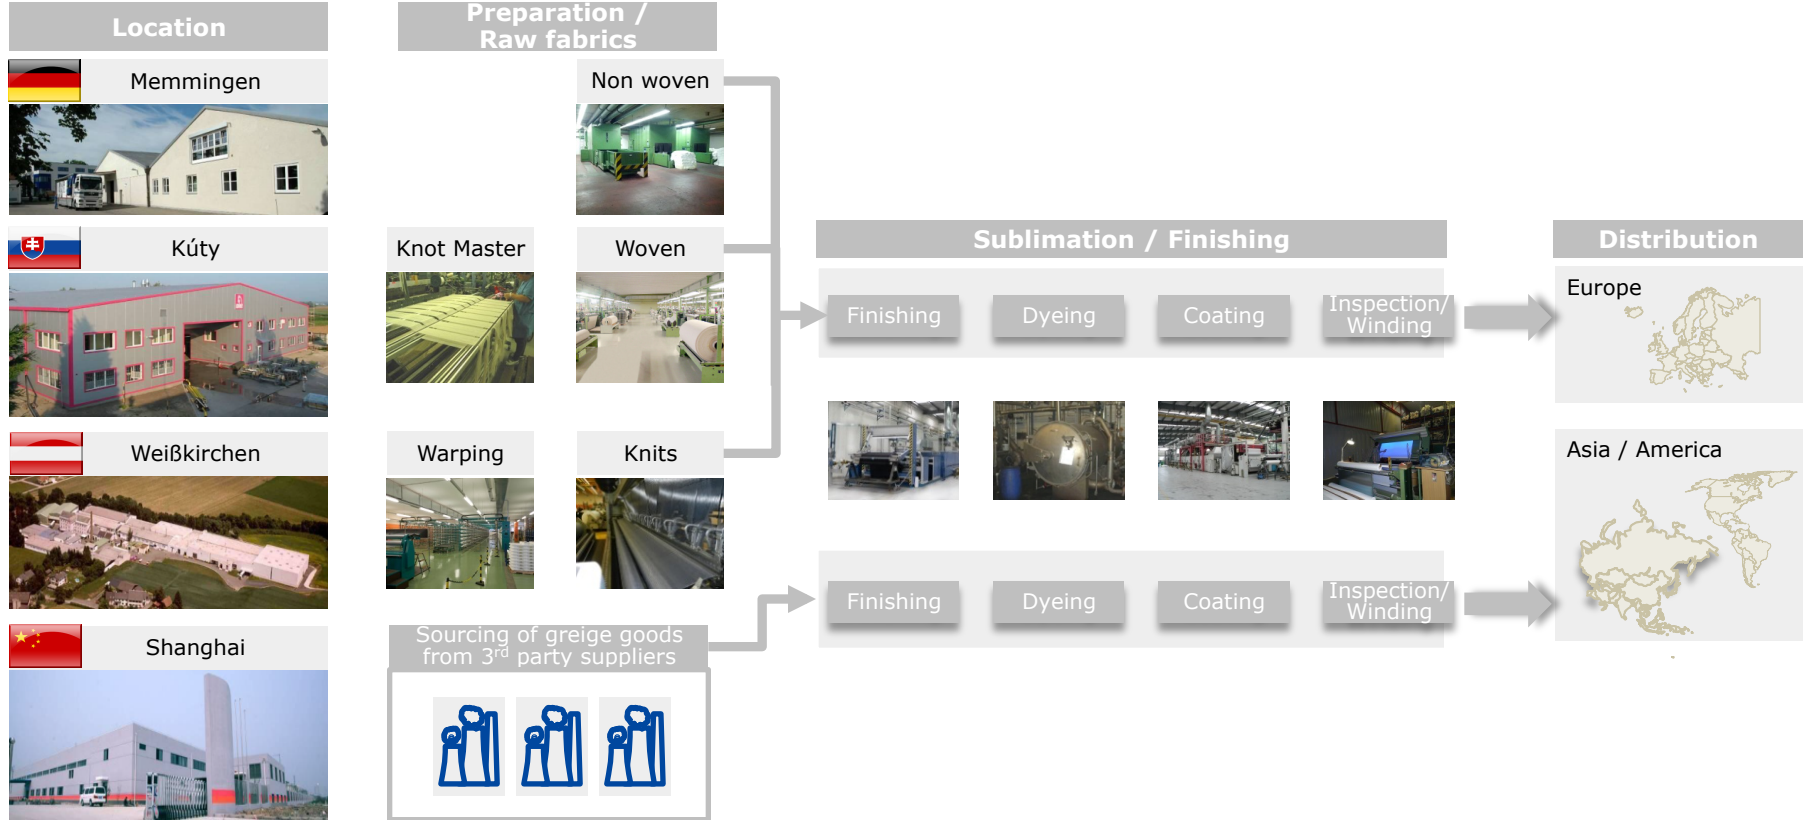 Location
Preparation /
Raw fabrics
Memmingen
Non woven
Kúty
Knot Master
Woven
Sublimation / Finishing
Distribution
Finishing
Dyeing
Coating
Inspection/
Winding
Europe
Weißkirchen
Warping
Knits
Asia / America
Finishing
Dyeing
Coating
Inspection/
Winding
Shanghai
Sourcing of greige goods
from 3rd party suppliers